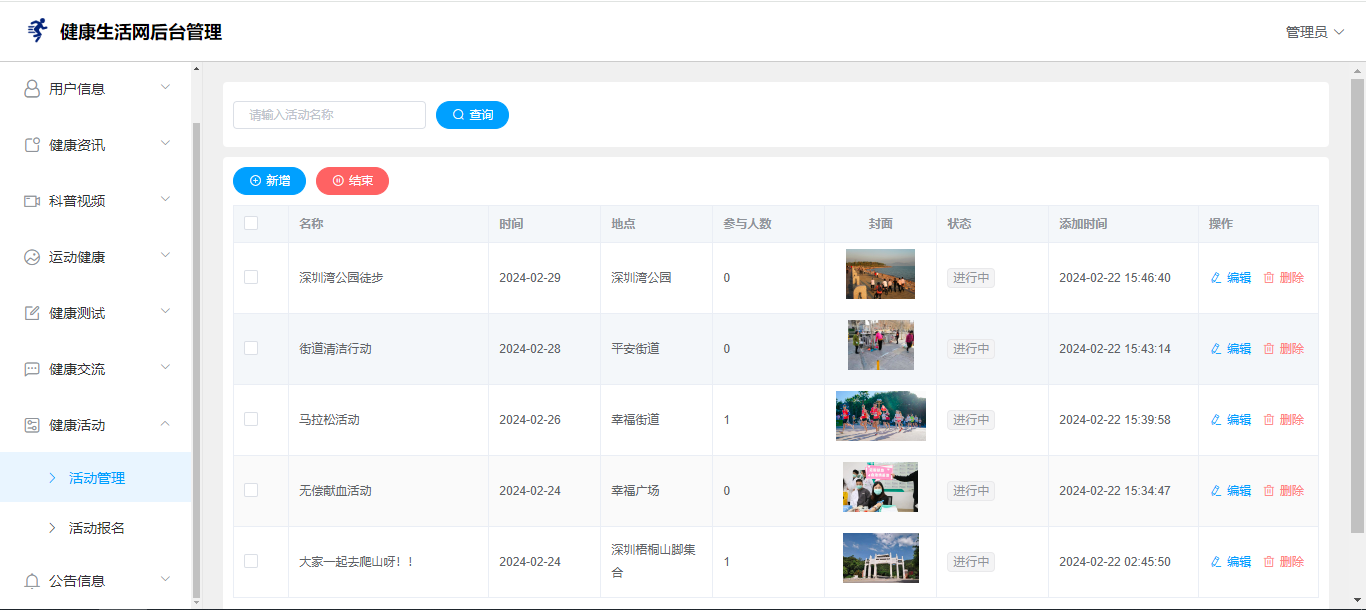 健康生活网后台管理
管理员
用户信息
健康资讯
科普视频
运动健康
健康测试
健康交流
健康活动
活动管理
活动报名
公告信息
请输入活动名称
查询
新增 结束
名称 时间 地点 参与人数 封面 状态 添加时间 操作
深圳湾公园徒步 2024-02-29 深圳湾公园 0 进行中 2024-02-22 15:46:40 编辑 删除
街道清洁行动 2024-02-28 平安街道 0 进行中 2024-02-22 15:43:14 编辑 删除
马拉松活动 2024-02-26 幸福街道 1 进行中 2024-02-22 15:39:58 编辑 删除
无偿献血活动 2024-02-24 幸福广场 0 进行中 2024-02-22 15:34:47 编辑 删除
大家一起去爬山呀！！ 2024-02-24 深圳梧桐山脚集
合 1 进行中 2024-02-22 02:45:50 编辑 删除